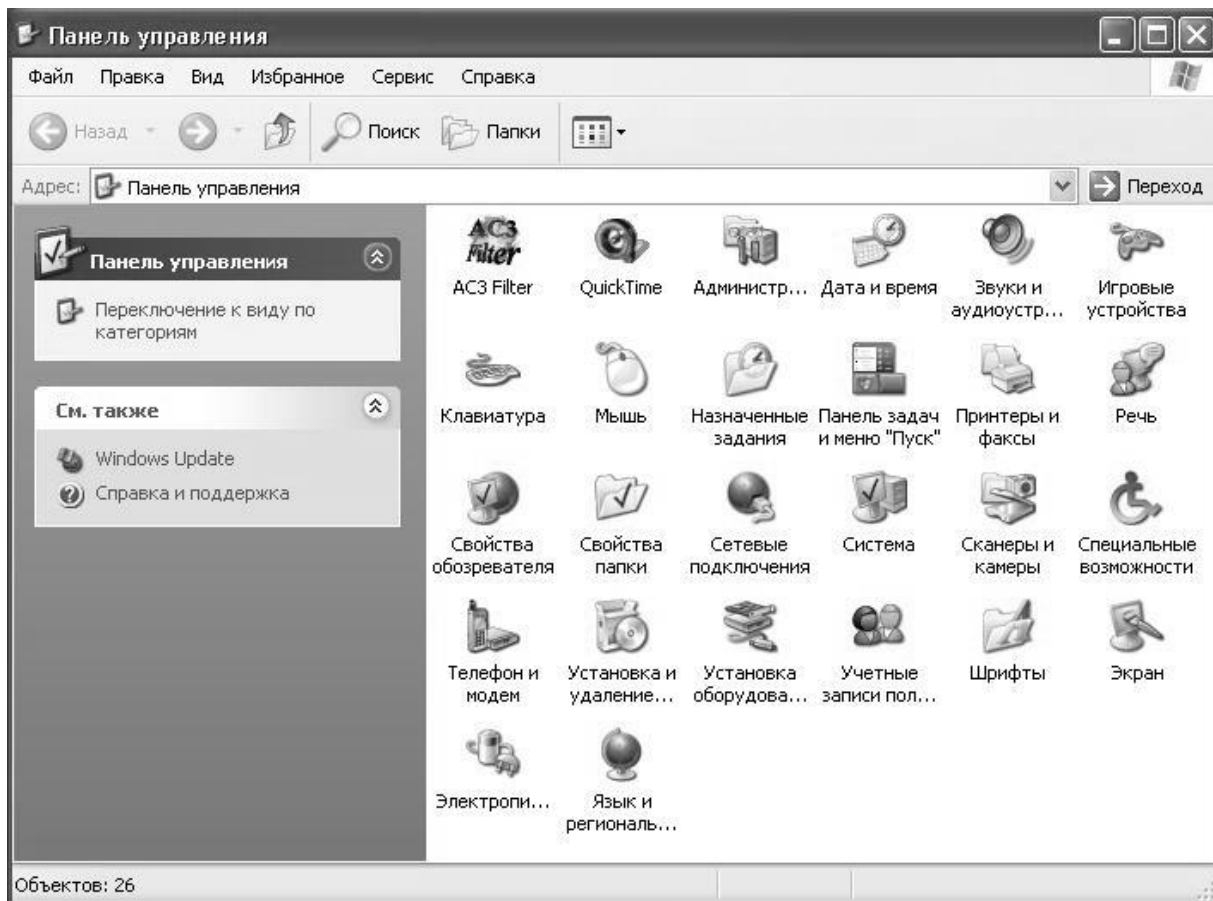 Панель управления
Файл Правка Вид Избранное Сервис Справка
Назад Поиск Папки
Адрес: Панель управления Переход
Панель управления
Переключение к виду по
категориям
См. также
Windows Update
Справка и поддержка
AC3
Filter
AC3 Filter QuickTime Администр... Дата и время Звуки и
аудиоустр... Игровые
устройства
Клавиатура Мышь Назначенные
задания Панель задач
и меню "Пуск" Принтеры и
факсы Речь
Свойства
обозревателя Свойства
папки Сетевые
подключения Система Сканеры и
камеры Специальные
возможности
Телефон и
модем Установка и
удаление... Установка
оборудова... Учетные
записи пол... Шрифты Экран
Электропи... Язык и
региональ...
Объектов: 26